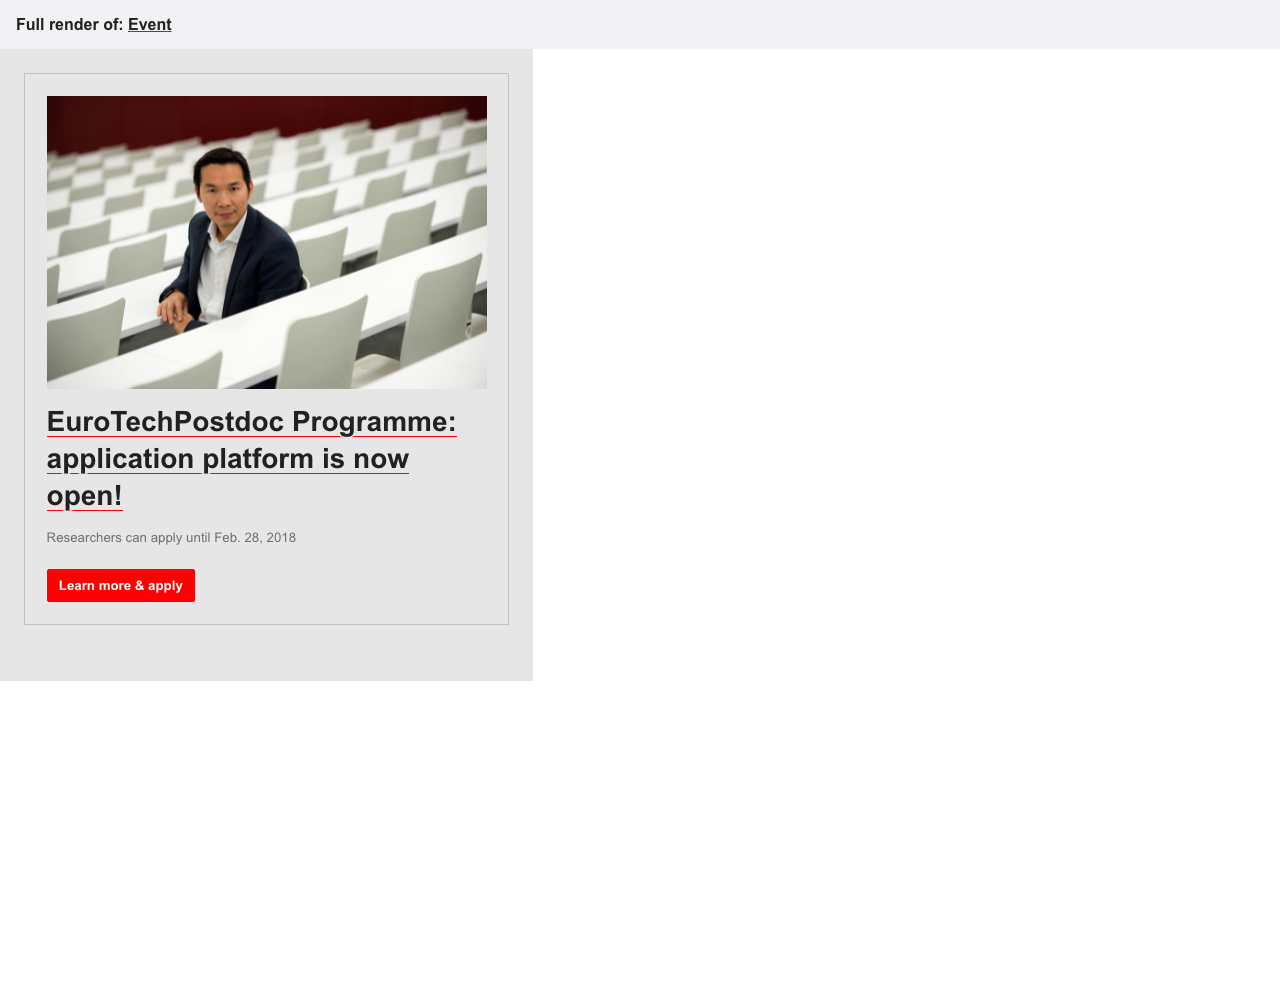 Full render of: Event
EuroTechPostdoc Programme:
application platform is now
open!
Researchers can apply until Feb. 28, 2018
Learn more & apply